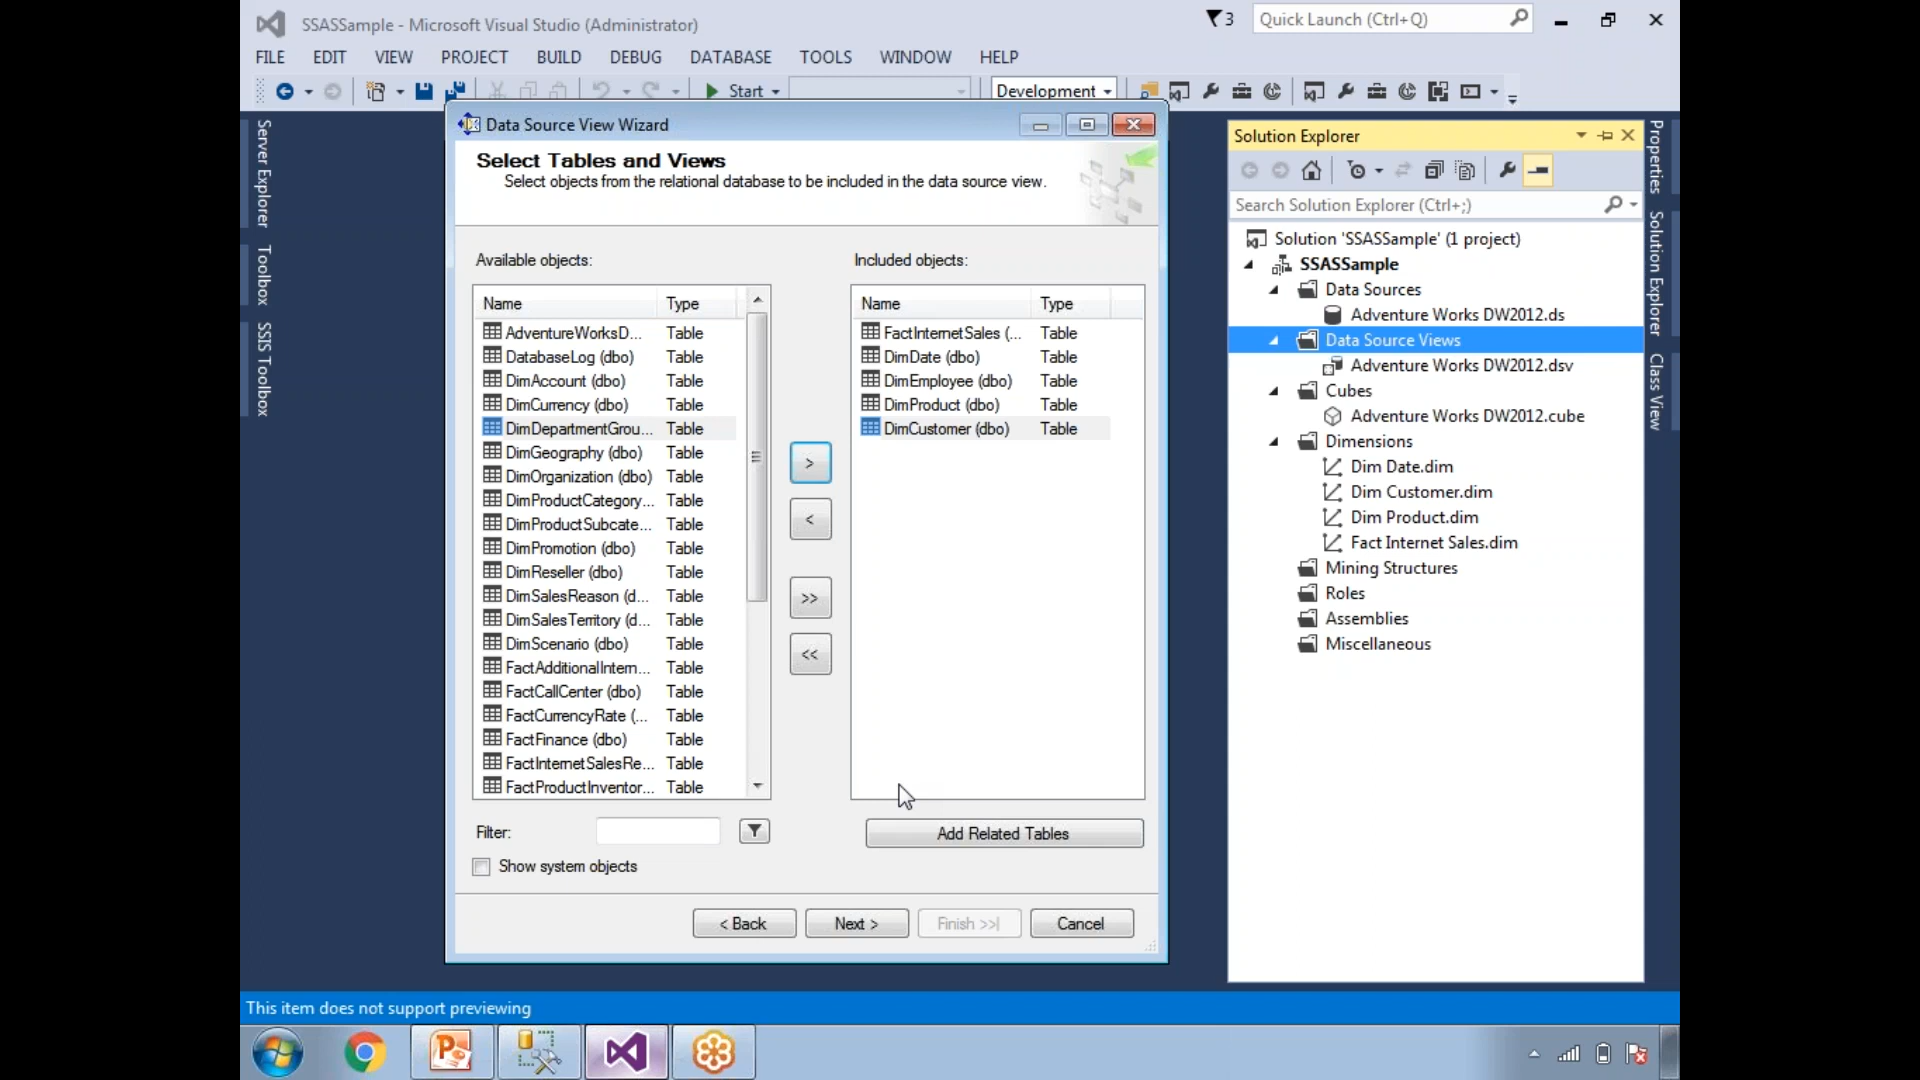 SSASSample - Microsoft Visual Studio (Administrator)
3
Quick Launch (Ctrl+Q)
FILE EDIT VIEW PROJECT BUILD DEBUG DATABASE TOOLS WINDOW HELP
Start
Development
Server Explorer
Toolbox
SSIS Toolbox
Data Source View Wizard
Select Tables and Views
Select objects from the relational database to be included in the data source view.
Available objects:
Name Type
AdventureWorksD... Table
DatabaseLog (dbo) Table
DimAccount (dbo) Table
DimCurrency (dbo) Table
DimDepartmentGrou... Table
DimGeography (dbo) Table
DimOrganization (dbo) Table
DimProductCategory... Table
DimProductSubcate... Table
DimPromotion (dbo) Table
DimReseller (dbo) Table
DimSalesReason (d... Table
DimSalesTerritory (d... Table
DimScenario (dbo) Table
FactAdditionalIntern... Table
FactCallCenter (dbo) Table
FactCurrencyRate (... Table
FactFinance (dbo) Table
FactInternetSalesRe... Table
FactProductInventor... Table
>
<
>>
<<
Included objects:
Name Type
FactInternetSales (... Table
DimDate (dbo) Table
DimEmployee (dbo) Table
DimProduct (dbo) Table
DimCustomer (dbo) Table
Filter:
Add Related Tables
Show system objects
< Back
Next >
Finish >>|
Cancel
Solution Explorer
Search Solution Explorer (Ctrl+;)
Solution 'SSASSample' (1 project)
SSASSample
Data Sources
Adventure Works DW2012.ds
Data Source Views
Adventure Works DW2012.dsv
Cubes
Adventure Works DW2012.cube
Dimensions
Dim Date.dim
Dim Customer.dim
Dim Product.dim
Fact Internet Sales.dim
Mining Structures
Roles
Assemblies
Miscellaneous
Properties
Solution Explorer
Class View
This item does not support previewing